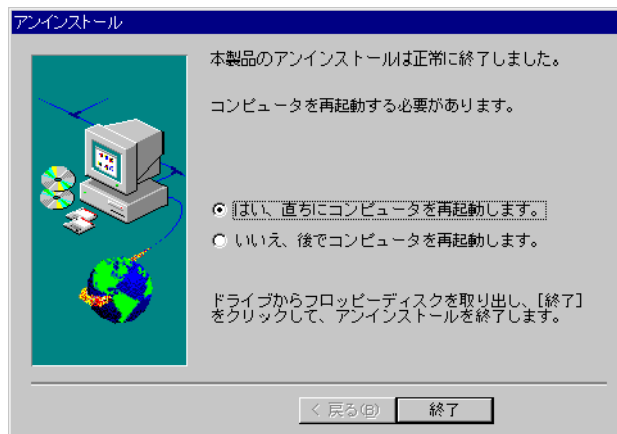 アンインストール
本製品のアンインストールは正常に終了しました。
コンピュータを再起動する必要があります。
はい、直ちにコンピュータを再起動します。
いいえ、後でコンピュータを再起動します。
ドライブからフロッピーディスクを取り出し、[終了]
をクリックして、アンインストールを終了します。
< 戻る(B)
終了